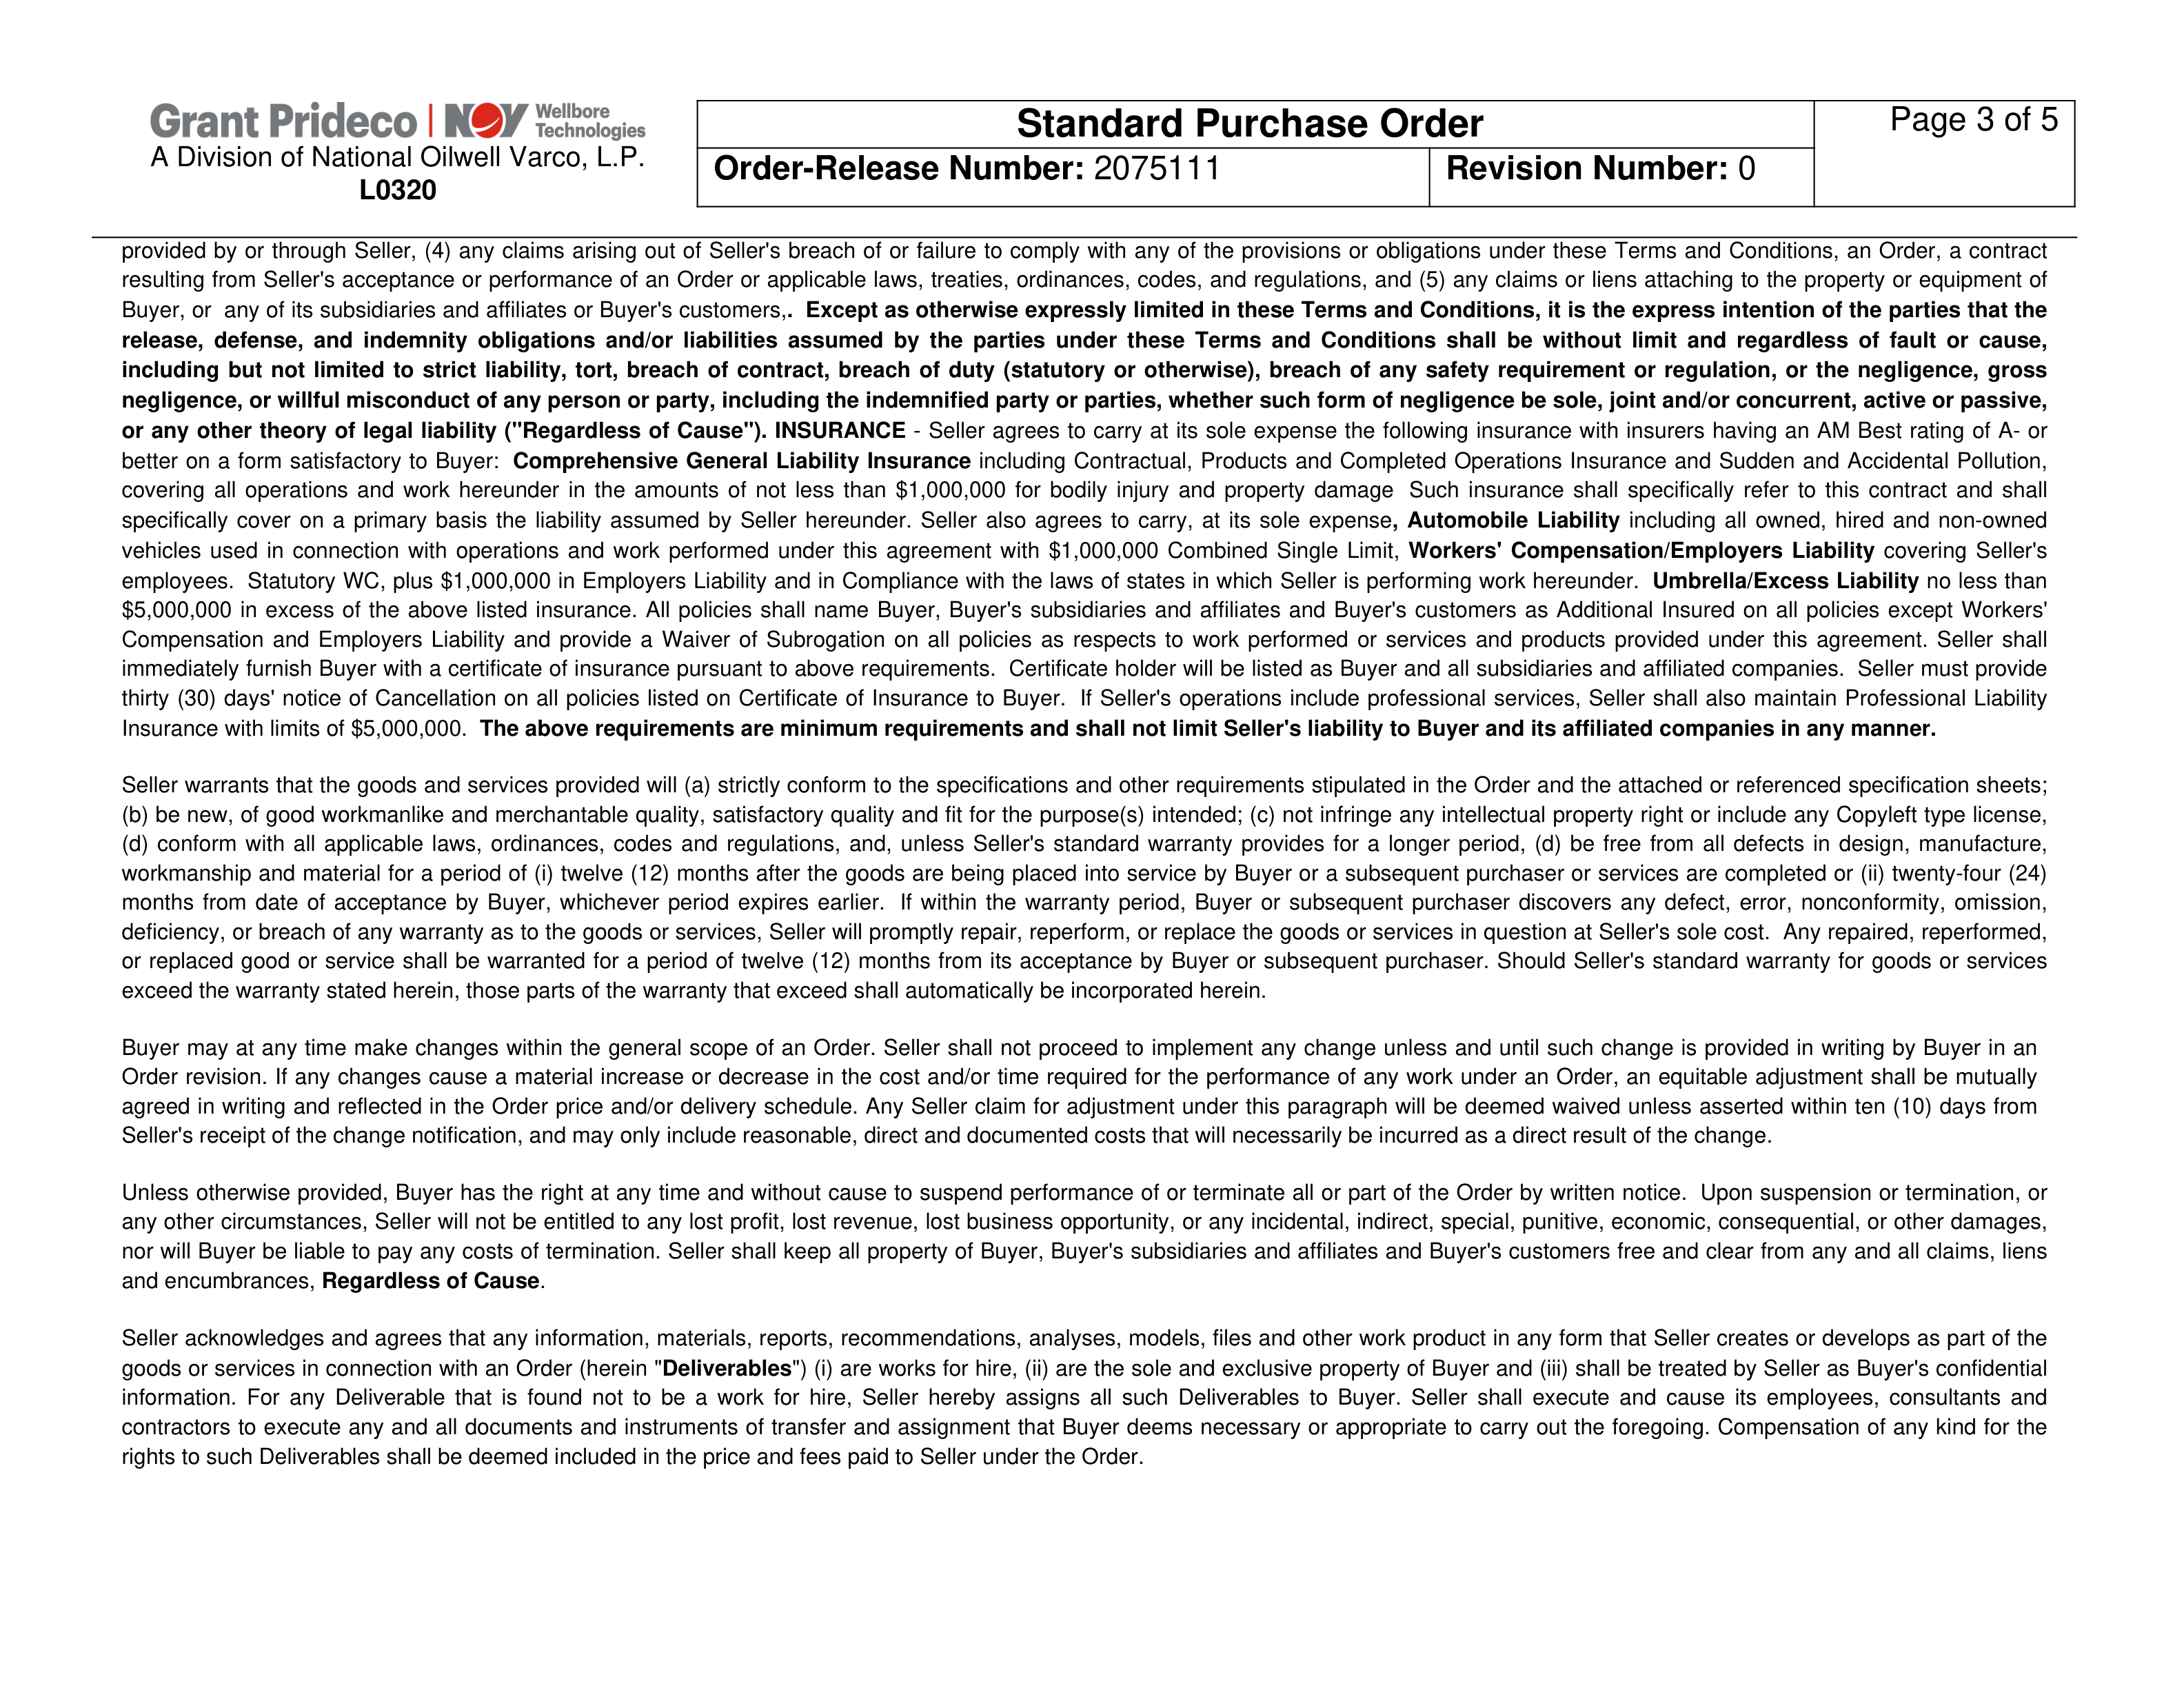 Grant Prideco | NOV Wellbore Technologies
A Division of National Oilwell Varco, L.P.
L0320
Standard Purchase Order
Page 3 of 5
Order-Release Number: 2075111
Revision Number: 0
provided by or through Seller, (4) any claims arising out of Seller's breach of or failure to comply with any of the provisions or obligations under these Terms and Conditions, an Order, a contract
resulting from Seller's acceptance or performance of an Order or applicable laws, treaties, ordinances, codes, and regulations, and (5) any claims or liens attaching to the property or equipment of
Buyer, or any of its subsidiaries and affiliates or Buyer's customers,. Except as otherwise expressly limited in these Terms and Conditions, it is the express intention of the parties that the
release, defense, and indemnity obligations and/or liabilities assumed by the parties under these Terms and Conditions shall be without limit and regardless of fault or cause,
including but not limited to strict liability, tort, breach of contract, breach of duty (statutory or otherwise), breach of any safety requirement or regulation, or the negligence, gross
negligence, or willful misconduct of any person or party, including the indemnified party or parties, whether such form of negligence be sole, joint and/or concurrent, active or passive,
or any other theory of legal liability ("Regardless of Cause"). INSURANCE - Seller agrees to carry at its sole expense the following insurance with insurers having an AM Best rating of A- or
better on a form satisfactory to Buyer: Comprehensive General Liability Insurance including Contractual, Products and Completed Operations Insurance and Sudden and Accidental Pollution,
covering all operations and work hereunder in the amounts of not less than $1,000,000 for bodily injury and property damage Such insurance shall specifically refer to this contract and shall
specifically cover on a primary basis the liability assumed by Seller hereunder. Seller also agrees to carry, at its sole expense, Automobile Liability including all owned, hired and non-owned
vehicles used in connection with operations and work performed under this agreement with $1,000,000 Combined Single Limit, Workers' Compensation/Employers Liability covering Seller's
employees. Statutory WC, plus $1,000,000 in Employers Liability and in Compliance with the laws of states in which Seller is performing work hereunder. Umbrella/Excess Liability no less than
$5,000,000 in excess of the above listed insurance. All policies shall name Buyer, Buyer's subsidiaries and affiliates and Buyer's customers as Additional Insured on all policies except Workers'
Compensation and Employers Liability and provide a Waiver of Subrogation on all policies as respects to work performed or services and products provided under this agreement. Seller shall
immediately furnish Buyer with a certificate of insurance pursuant to above requirements. Certificate holder will be listed as Buyer and all subsidiaries and affiliated companies. Seller must provide
thirty (30) days' notice of Cancellation on all policies listed on Certificate of Insurance to Buyer. If Seller's operations include professional services, Seller shall also maintain Professional Liability
Insurance with limits of $5,000,000. The above requirements are minimum requirements and shall not limit Seller's liability to Buyer and its affiliated companies in any manner.
Seller warrants that the goods and services provided will (a) strictly conform to the specifications and other requirements stipulated in the Order and the attached or referenced specification sheets;
(b) be new, of good workmanlike and merchantable quality, satisfactory quality and fit for the purpose(s) intended; (c) not infringe any intellectual property right or include any Copyleft type license,
(d) conform with all applicable laws, ordinances, codes and regulations, and, unless Seller's standard warranty provides for a longer period, (d) be free from all defects in design, manufacture,
workmanship and material for a period of (i) twelve (12) months after the goods are being placed into service by Buyer or a subsequent purchaser or services are completed or (ii) twenty-four (24)
months from date of acceptance by Buyer, whichever period expires earlier. If within the warranty period, Buyer or subsequent purchaser discovers any defect, error, nonconformity, omission,
deficiency, or breach of any warranty as to the goods or services, Seller will promptly repair, reperform, or replace the goods or services in question at Seller's sole cost. Any repaired, reperformed,
or replaced good or service shall be warranted for a period of twelve (12) months from its acceptance by Buyer or subsequent purchaser. Should Seller's standard warranty for goods or services
exceed the warranty stated herein, those parts of the warranty that exceed shall automatically be incorporated herein.
Buyer may at any time make changes within the general scope of an Order. Seller shall not proceed to implement any change unless and until such change is provided in writing by Buyer in an
Order revision. If any changes cause a material increase or decrease in the cost and/or time required for the performance of any work under an Order, an equitable adjustment shall be mutually
agreed in writing and reflected in the Order price and/or delivery schedule. Any Seller claim for adjustment under this paragraph will be deemed waived unless asserted within ten (10) days from
Seller's receipt of the change notification, and may only include reasonable, direct and documented costs that will necessarily be incurred as a direct result of the change.
Unless otherwise provided, Buyer has the right at any time and without cause to suspend performance of or terminate all or part of the Order by written notice. Upon suspension or termination, or
any other circumstances, Seller will not be entitled to any lost profit, lost revenue, lost business opportunity, or any incidental, indirect, special, punitive, economic, consequential, or other damages,
nor will Buyer be liable to pay any costs of termination. Seller shall keep all property of Buyer, Buyer's subsidiaries and affiliates and Buyer's customers free and clear from any and all claims, liens
and encumbrances, Regardless of Cause.
Seller acknowledges and agrees that any information, materials, reports, recommendations, analyses, models, files and other work product in any form that Seller creates or develops as part of the
goods or services in connection with an Order (herein "Deliverables") (i) are works for hire, (ii) are the sole and exclusive property of Buyer and (iii) shall be treated by Seller as Buyer's confidential
information. For any Deliverable that is found not to be a work for hire, Seller hereby assigns all such Deliverables to Buyer. Seller shall execute and cause its employees, consultants and
contractors to execute any and all documents and instruments of transfer and assignment that Buyer deems necessary or appropriate to carry out the foregoing. Compensation of any kind for the
rights to such Deliverables shall be deemed included in the price and fees paid to Seller under the Order.